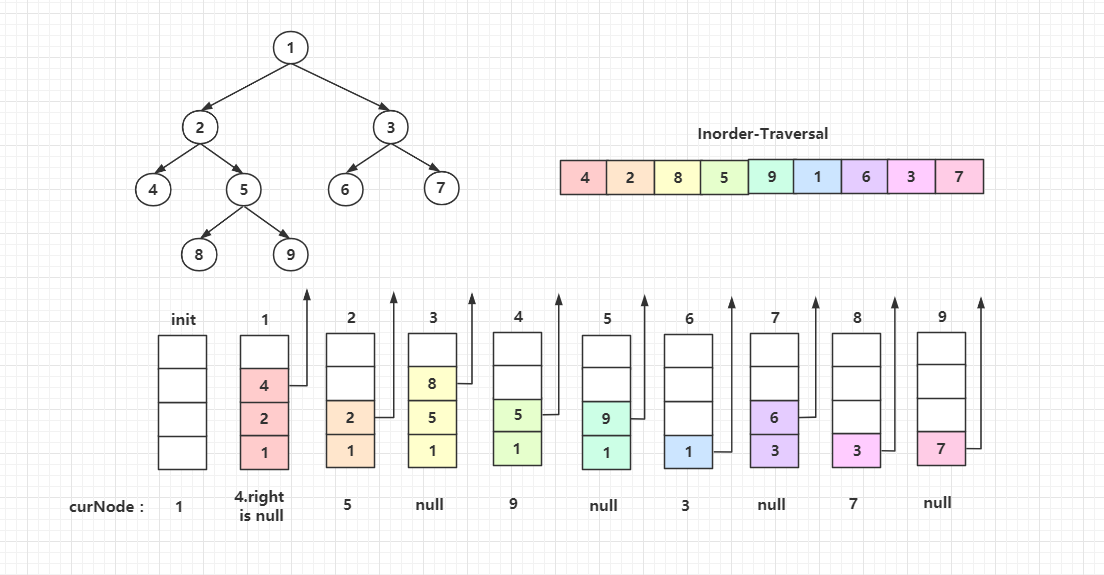 1
2 3
Inorder-Traversal
4 5 6 7
4 2 8 5 9 1 6 3 7
8 9
init 1 2 3 4 5 6 7 8 9
4 8
2 2 5 5 9 6
1 1 1 1 1 1 3 3 7
curNode : 1 4.right 5 null 9 null 3 null 7 null
is null